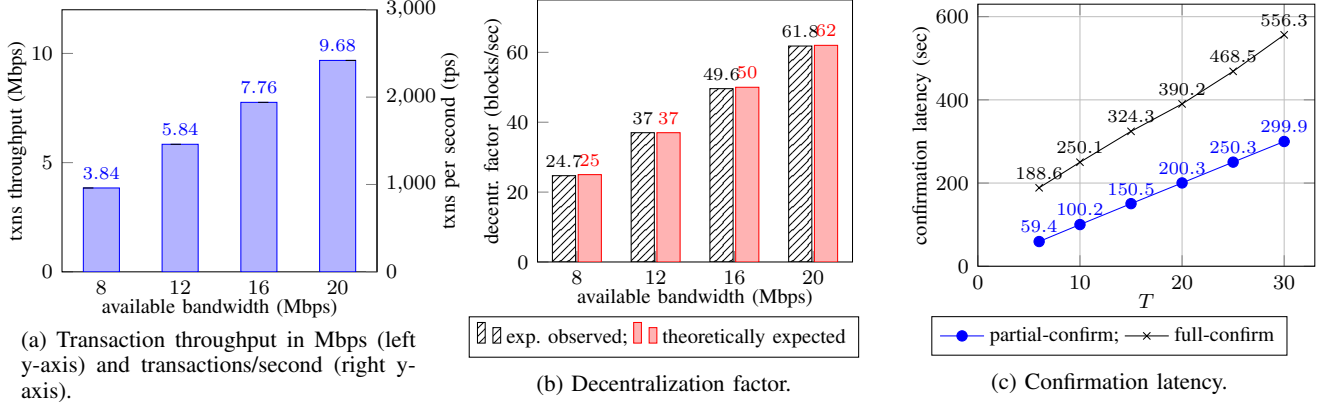 txns throughput (Mbps)
10
5
0
3.84
5.84
7.76
9.68
3,000
2,000
1,000
0
txns per second (tps)
8 12 16 20
available bandwidth (Mbps)
(a) Transaction throughput in Mbps (left
y-axis) and transactions/second (right y-
axis).
decentr. factor (blocks/sec)
60
40
20
0
24.7 25
37 37
49.6 50
61.8 62
8 12 16 20
available bandwidth (Mbps)
exp. observed; theoretically expected
(b) Decentralization factor.
confirmation latency (sec)
600
400
200
0
188.6
250.1
324.3
390.2
468.5
556.3
59.4
100.2
150.5
200.3
250.3
299.9
0 10 20 30
T
partial-confirm; full-confirm
(c) Confirmation latency.